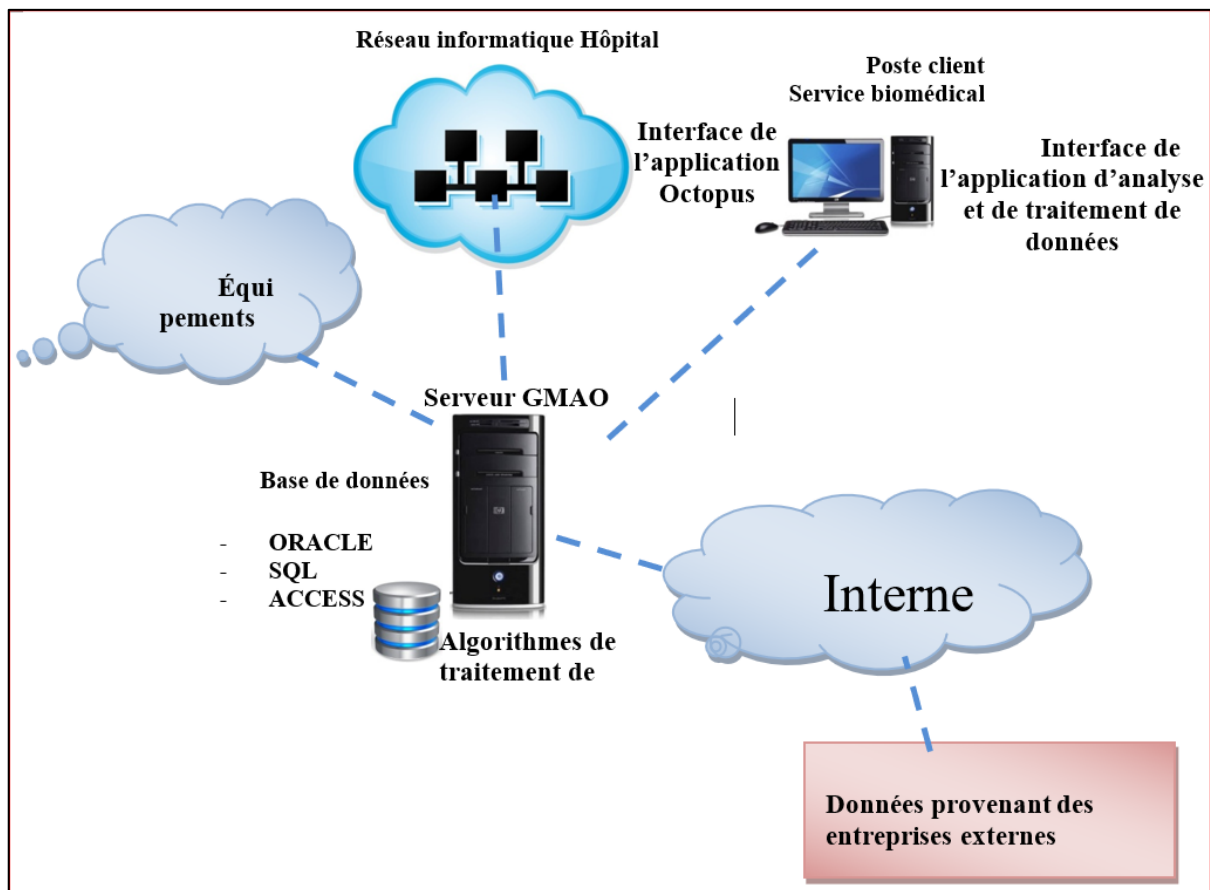 Réseau informatique Hôpital
Poste client
Service biomédical
Interface de
l’application
Octopus
Interface de
l’application d’analyse
et de traitement de
données
Équi
pements
Serveur GMAO
Base de données
- ORACLE
- SQL
- ACCESS
Algorithmes de
traitement de
Interne
Données provenant des
entreprises externes